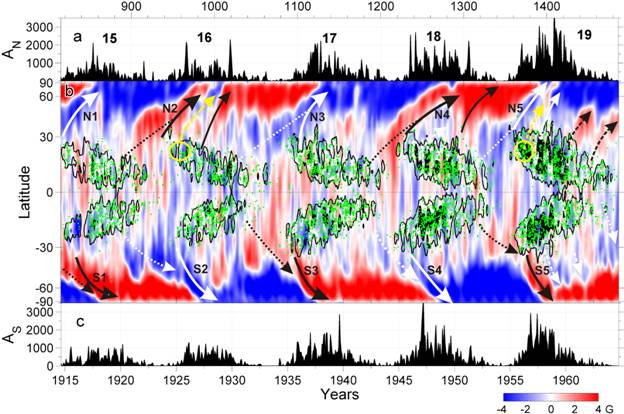 900 1000 1100 1200 1300 1400
a 15 16 17 18 19
A_N
3000
2000
1000
0
b
N1 N2 N3 N4 N5
Latitude
90
60
30
0
-30
-60
-90
S1 S2 S3 S4 S5
c
A_S
3000
2000
1000
0
1915 1920 1925 1930 1935 1940 1945 1950 1955 1960
Years
-4 -2 0 2 4 G